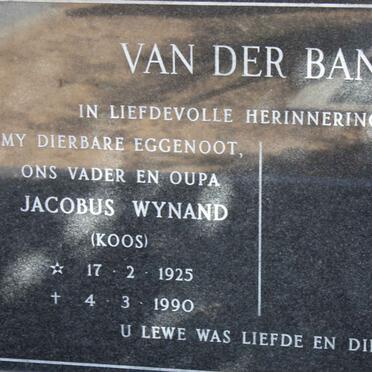 VAN DER BAN
IN LIEFDEVOLLE HERINNERING
MY DIERBARE EGGENOOT,
ONS VADER EN OUPA
JACOBUS WYNAND
(KOOS)
☆ 17 · 2 · 1925
† 4 · 3 · 1990
U LEWE WAS LIEFDE EN DI